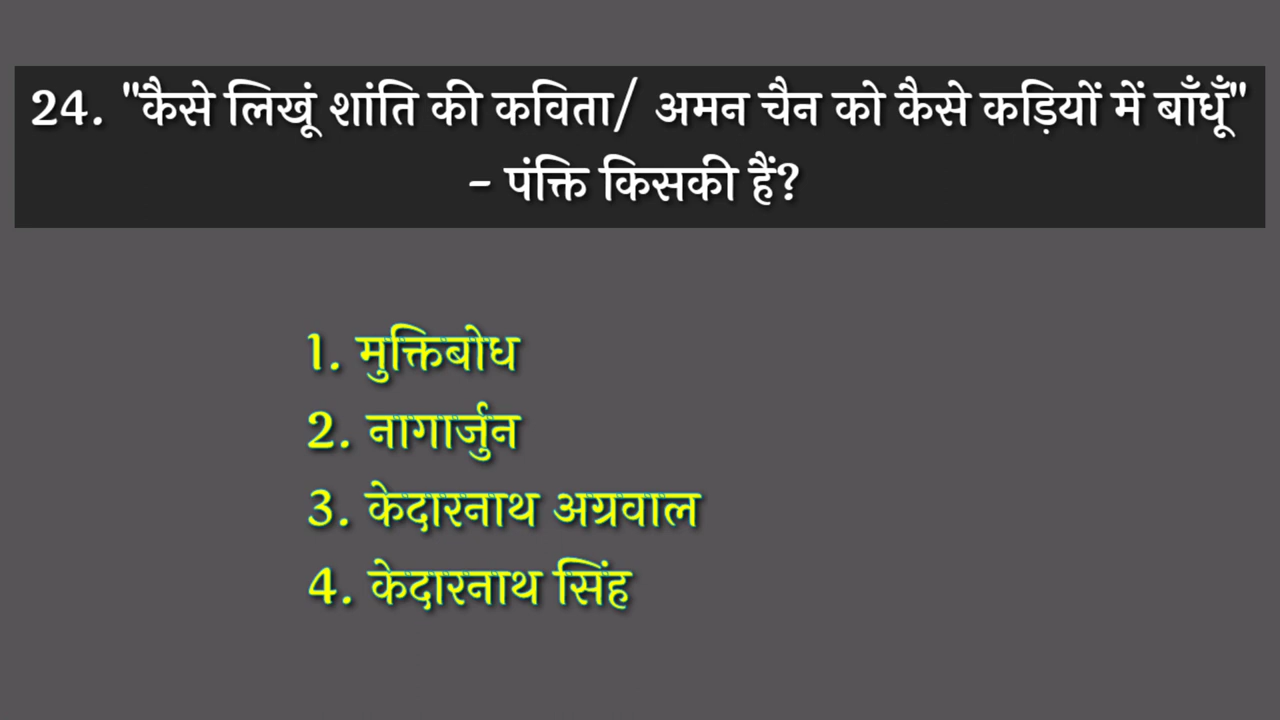 24. "कैसे लिखूं शांति की कविता/ अमन चैन को कैसे कड़ियों में बाँधूँ"
- पंक्ति किसकी हैं?
1. मुक्तिबोध
2. नागार्जुन
3. केदारनाथ अग्रवाल
4. केदारनाथ सिंह